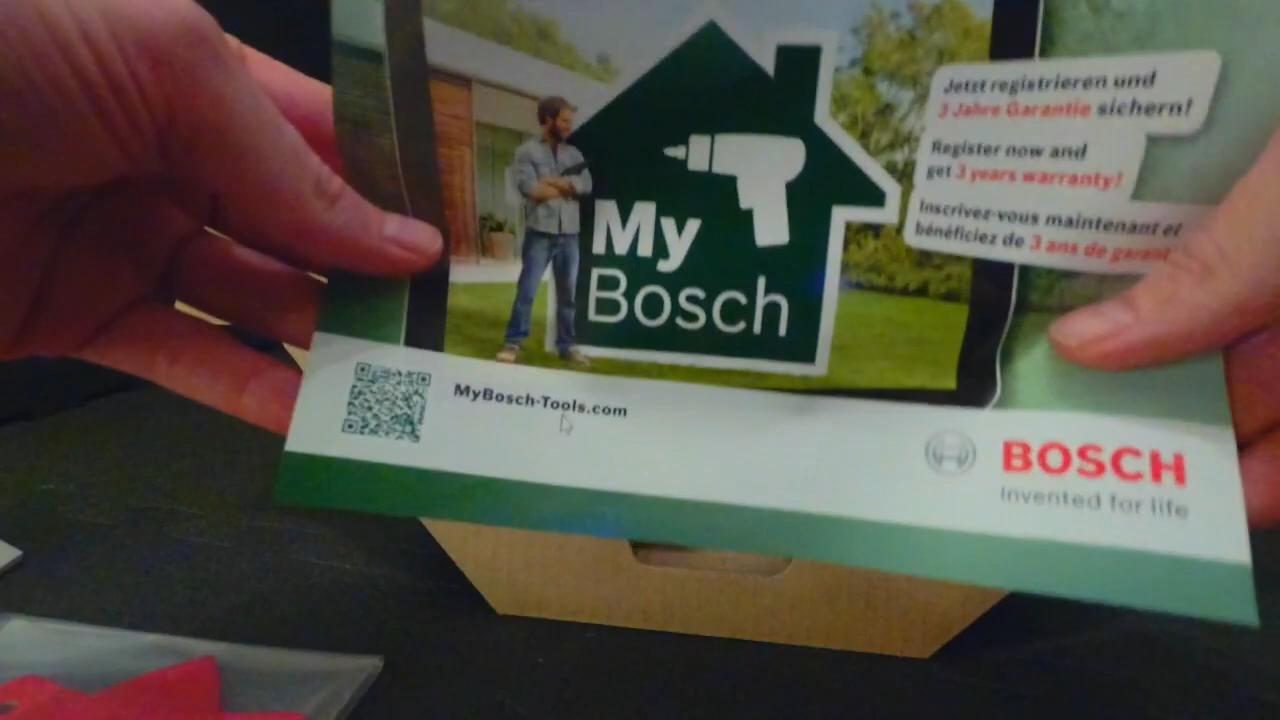 Jetzt registrieren und
3 Jahre Garantie sichern!
Register now and
get 3 years warranty!
Inscrivez-vous maintenant et
bénéficiez de 3 ans de garant
My
Bosch
MyBosch-Tools.com
BOSCH
Invented for life